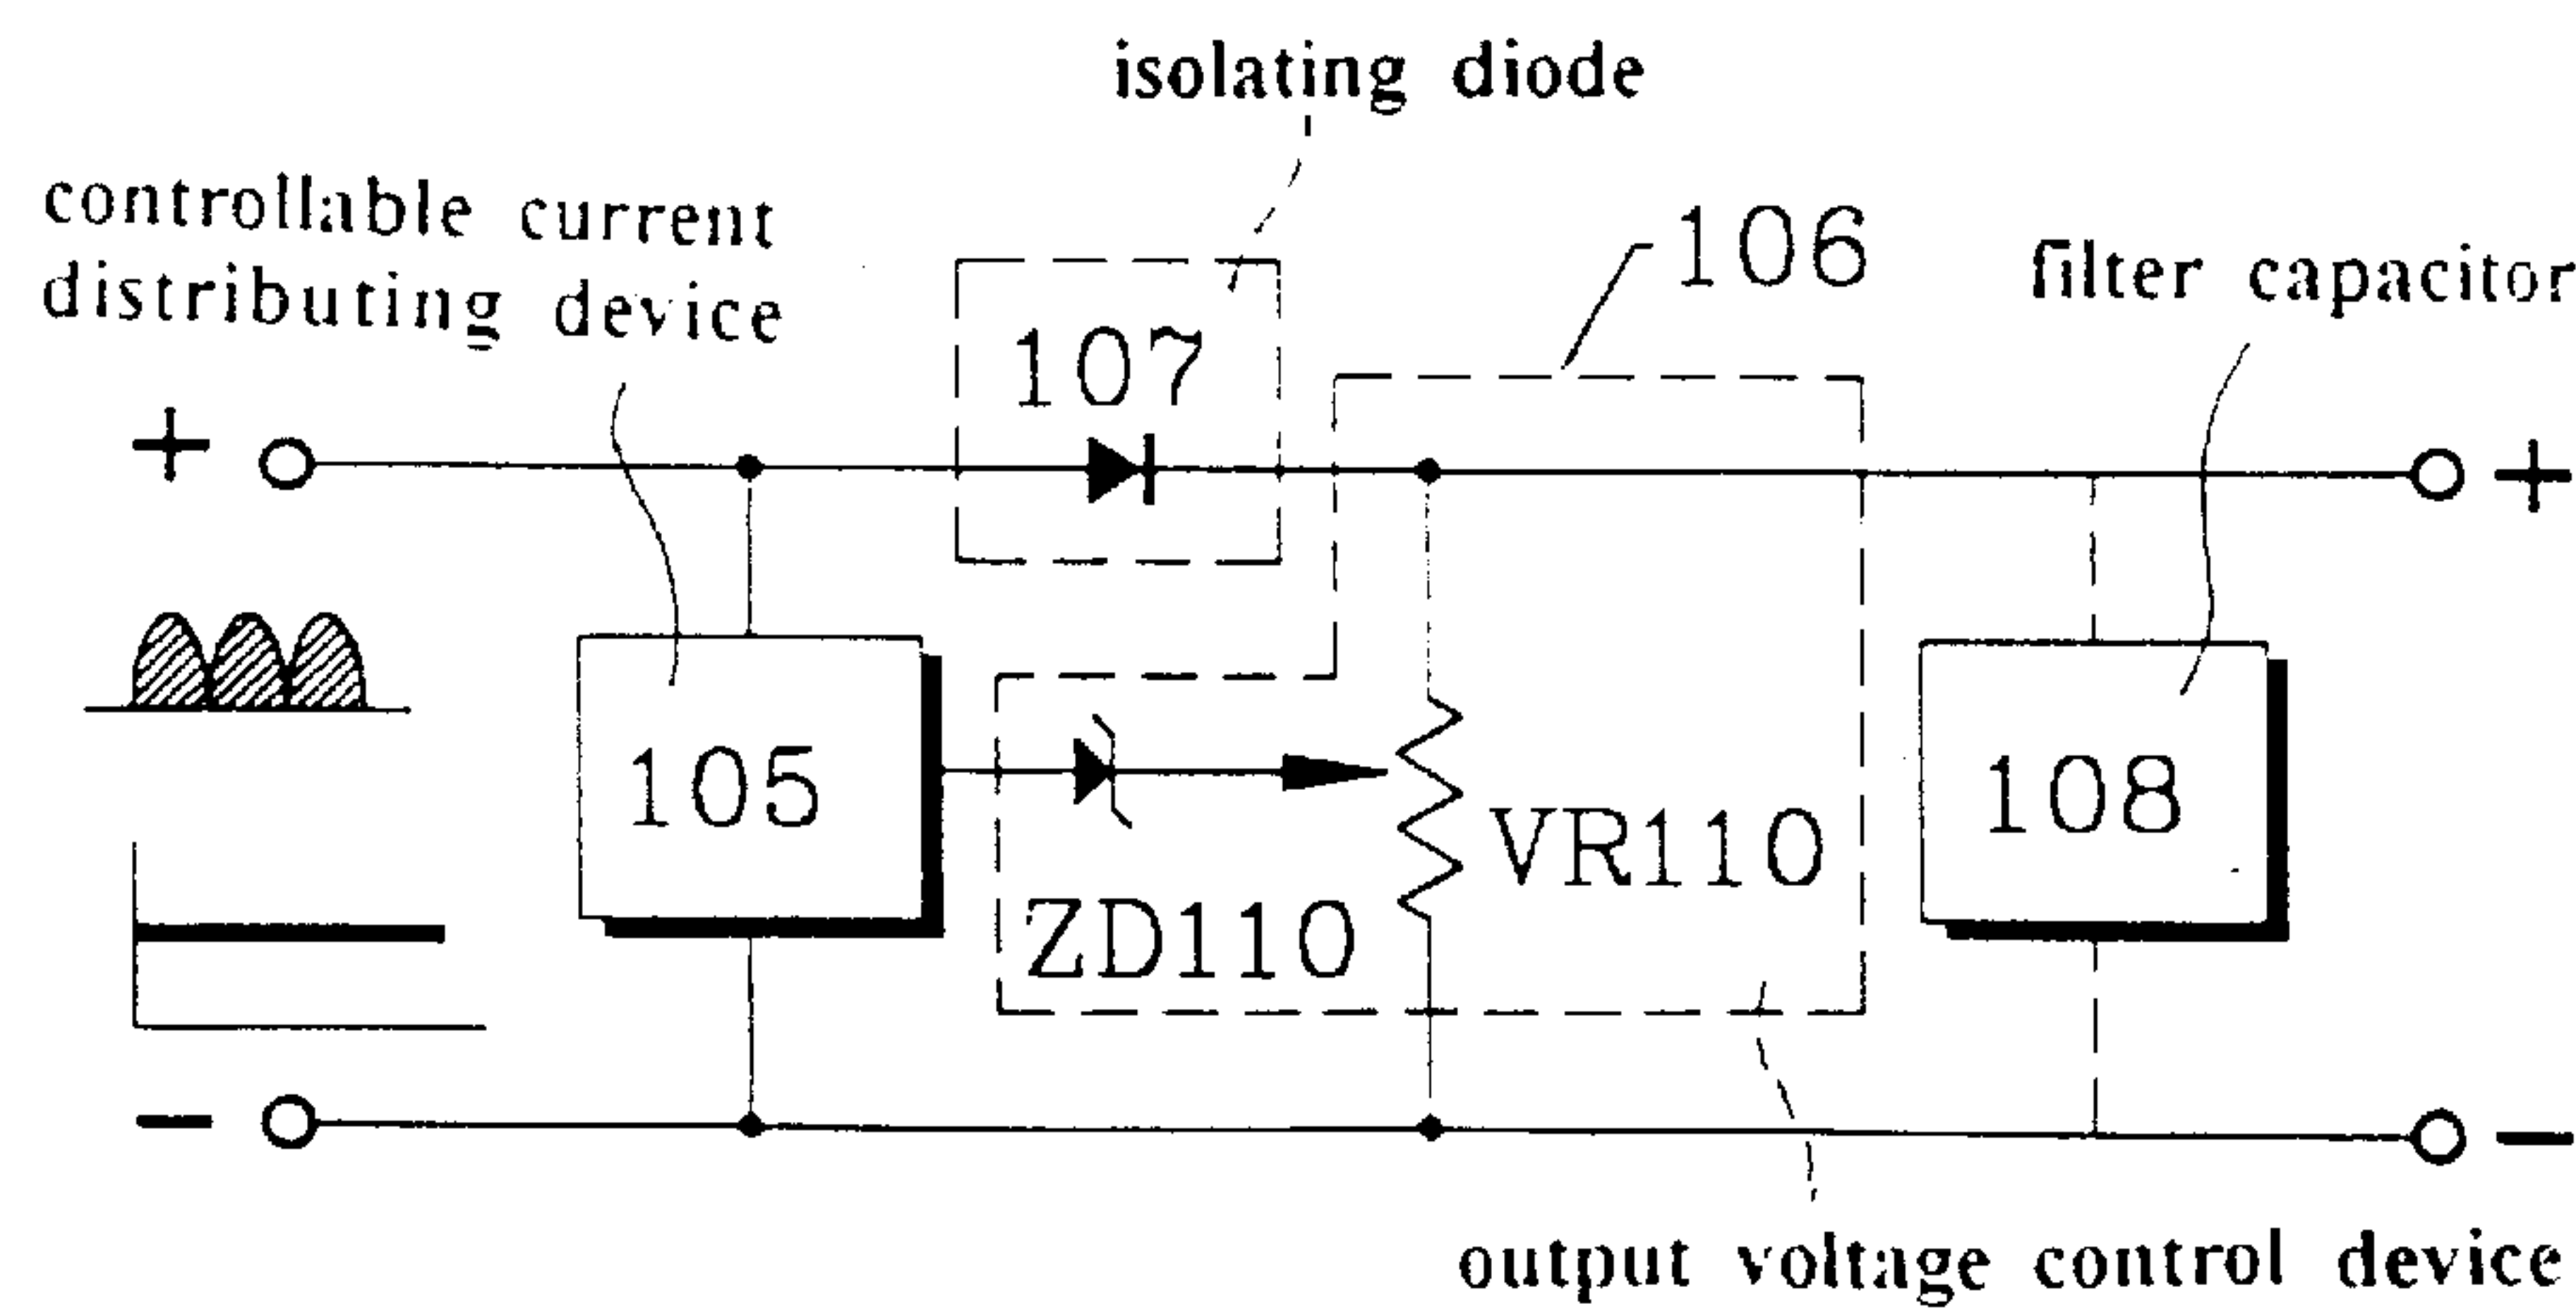 isolating diode
controllable current
distributing device
106
filter capacitor
107
+
+
105
108
VR110
ZD110
−
−
output voltage control device